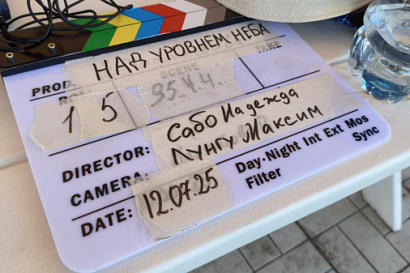 НАД УРОВНЕМ НЕБА
PROD.
SCENE
TAKE
1 5
35.4.4.
DIRECTOR: Сабо Надежда
CAMERA: Лунгу Максим
DATE: 12.07.25
Day·Night Int Ext Mos
Filter Sync